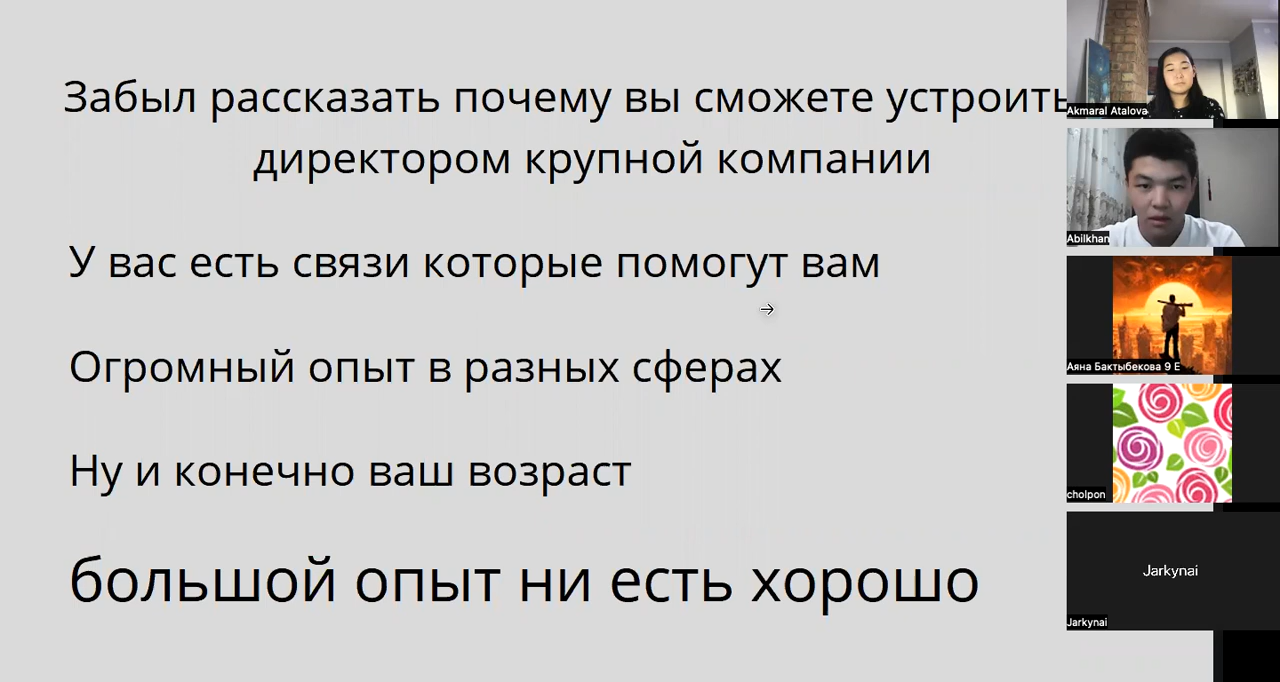 Забыл рассказать почему вы сможете устроить
директором крупной компании
У вас есть связи которые помогут вам
Огромный опыт в разных сферах
Ну и конечно ваш возраст
большой опыт ни есть хорошо
Akmaral Atalova
Abilkhan
Аяна Бактыбекова 9 Е
cholpon
Jarkynai
Jarkynai